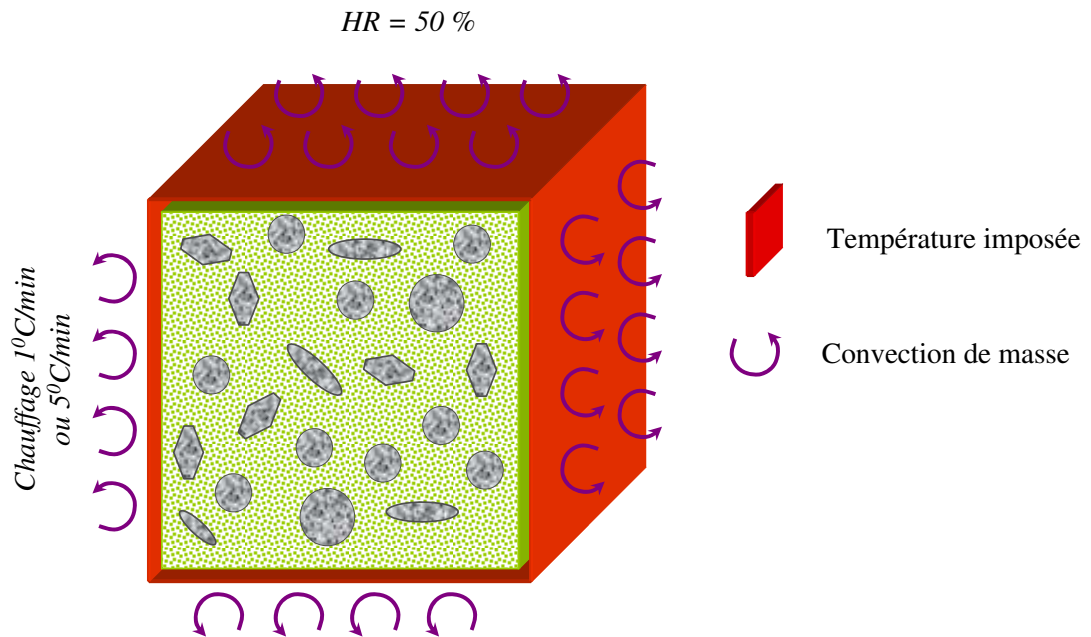 HR = 50 %
Chauffage 1⁰C/min
ou 5⁰C/min
Température imposée
Convection de masse